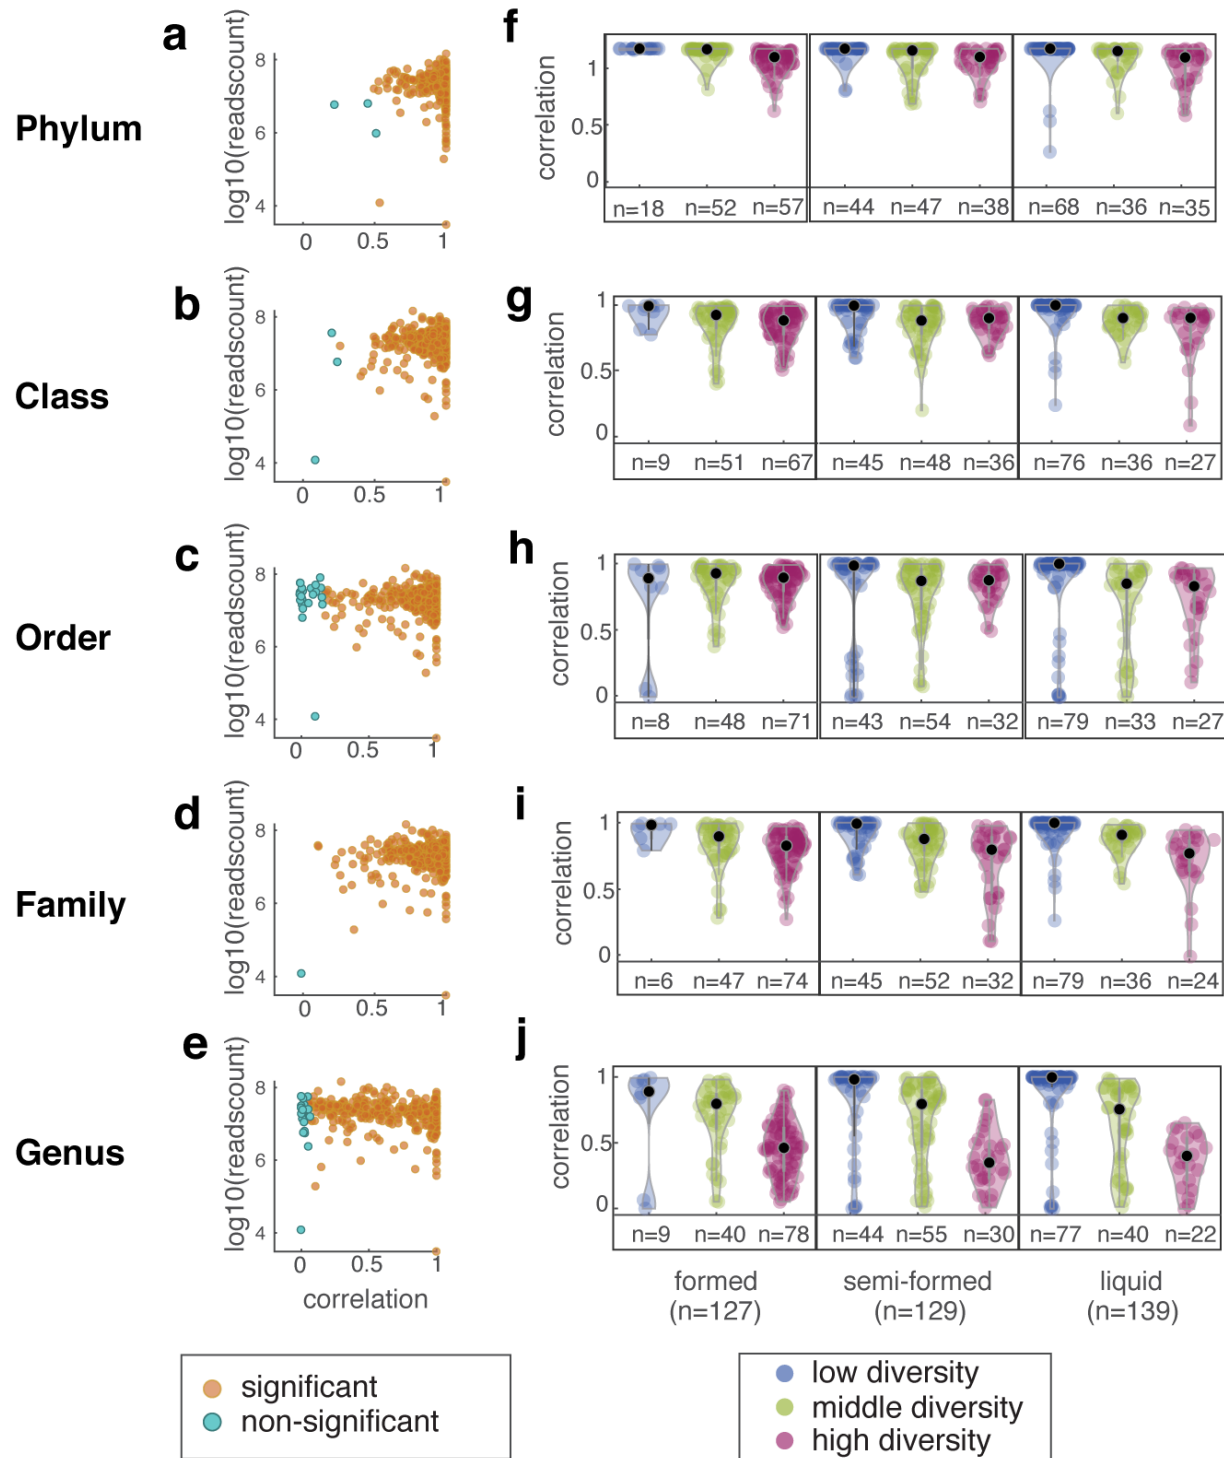 a
Phylum
log10(readscount)
8
6
4
0 0.5 1
f
correlation
1
0.5
0
n=18 n=52 n=57 n=44 n=47 n=38 n=68 n=36 n=35
b
Class
log10(readscount)
8
6
4
0 0.5 1
g
correlation
1
0.5
0
n=9 n=51 n=67 n=45 n=48 n=36 n=76 n=36 n=27
c
Order
log10(readscount)
8
6
4
0 0.5 1
h
correlation
1
0.5
0
n=8 n=48 n=71 n=43 n=54 n=32 n=79 n=33 n=27
d
Family
log10(readscount)
8
6
4
0 0.5 1
i
correlation
1
0.5
0
n=6 n=47 n=74 n=45 n=52 n=32 n=79 n=36 n=24
e
Genus
log10(readscount)
8
6
4
0 0.5 1
correlation
j
correlation
1
0.5
0
n=9 n=40 n=78 n=44 n=55 n=30 n=77 n=40 n=22
formed semi-formed liquid
(n=127) (n=129) (n=139)
significant
non-significant
low diversity
middle diversity
high diversity